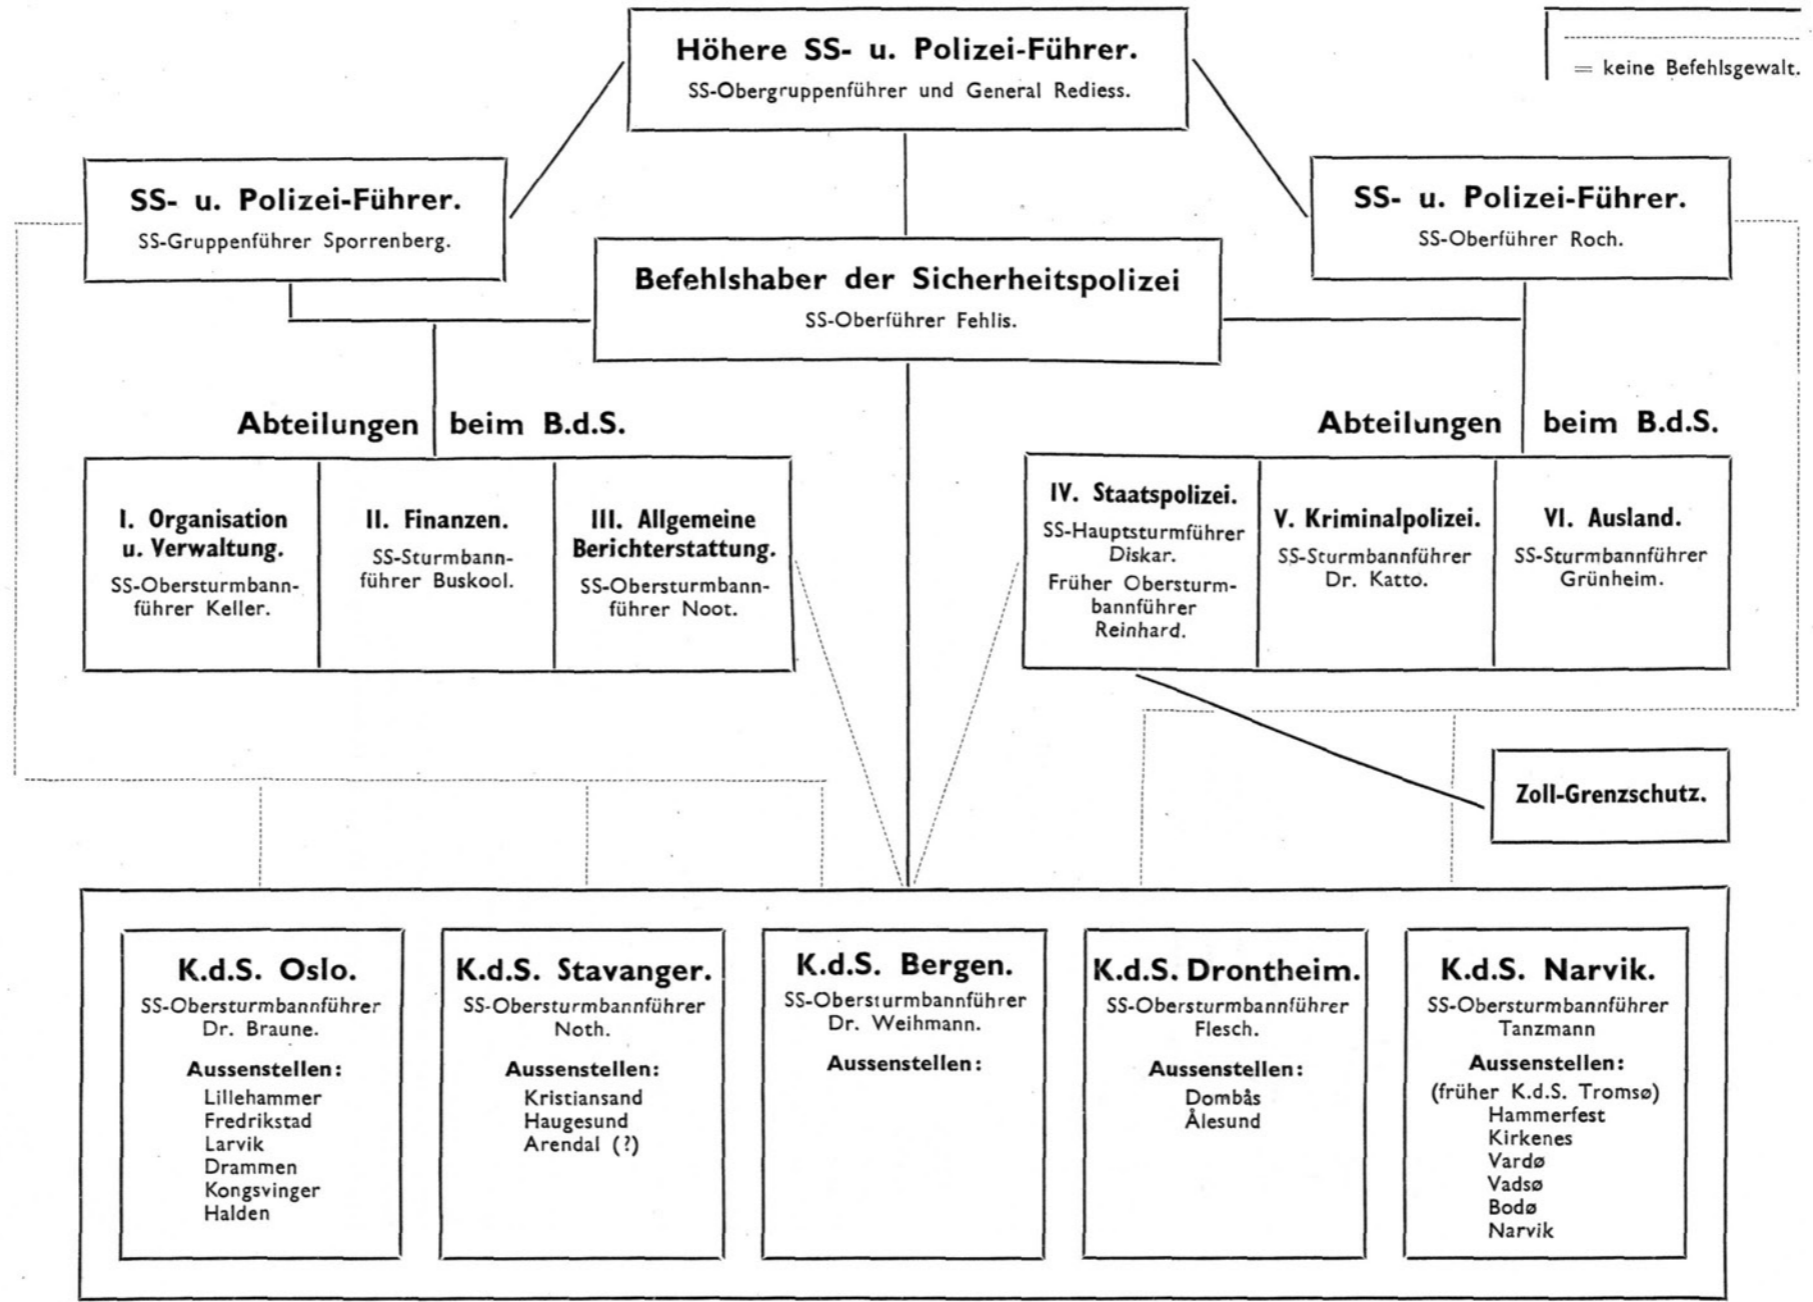 Höhere SS- u. Polizei-Führer.
SS-Obergruppenführer und General Rediess.
= keine Befehlsgewalt.
SS- u. Polizei-Führer.
SS-Gruppenführer Sporrenberg.
SS- u. Polizei-Führer.
SS-Oberführer Roch.
Befehlshaber der Sicherheitspolizei
SS-Oberführer Fehlis.
Abteilungen beim B.d.S.
Abteilungen beim B.d.S.
I. Organisation
u. Verwaltung.
SS-Obersturmbann-
führer Keller.
II. Finanzen.
SS-Sturmbann-
führer Buskool.
III. Allgemeine
Berichterstattung.
SS-Obersturmbann-
führer Noot.
IV. Staatspolizei.
SS-Hauptsturmführer
Diskar.
Früher Obersturm-
bannführer
Reinhard.
V. Kriminalpolizei.
SS-Sturmbannführer
Dr. Katto.
VI. Ausland.
SS-Sturmbannführer
Grünheim.
Zoll-Grenzschutz.
K.d.S. Oslo.
SS-Obersturmbannführer
Dr. Braune.
Aussenstellen:
Lillehammer
Fredrikstad
Larvik
Drammen
Kongsvinger
Halden
K.d.S. Stavanger.
SS-Obersturmbannführer
Noth.
Aussenstellen:
Kristiansand
Haugesund
Arendal (?)
K.d.S. Bergen.
SS-Obersturmbannführer
Dr. Weihmann.
Aussenstellen:
K.d.S. Drontheim.
SS-Obersturmbannführer
Flesch.
Aussenstellen:
Dombås
Ålesund
K.d.S. Narvik.
SS-Obersturmbannführer
Tanzmann
Aussenstellen:
(früher K.d.S. Tromsø)
Hammerfest
Kirkenes
Vardø
Vadsø
Bodø
Narvik